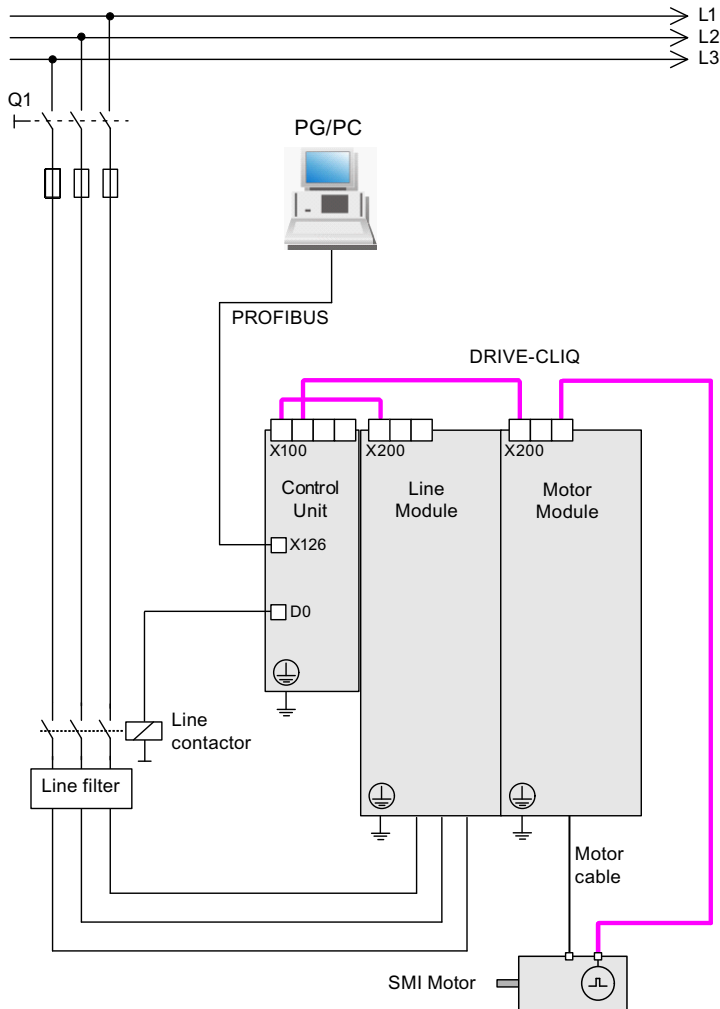 L1
L2
L3
Q1
PG/PC
PROFIBUS
DRIVE-CLIQ
X100
X200
X200
Control
Unit
Line
Module
Motor
Module
X126
D0
Line
contactor
Line filter
Motor
cable
SMI Motor